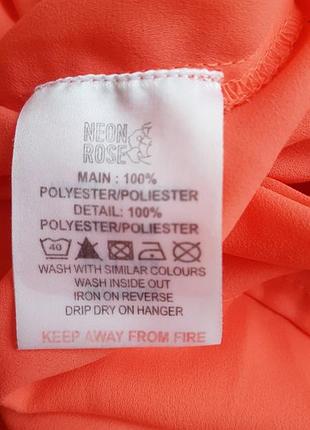 NEON
ROSE
MAIN : 100%
POLYESTER/POLIESTER
DETAIL: 100%
POLYESTER/POLIESTER
40
WASH WITH SIMILAR COLOURS
WASH INSIDE OUT
IRON ON REVERSE
DRIP DRY ON HANGER
KEEP AWAY FROM FIRE